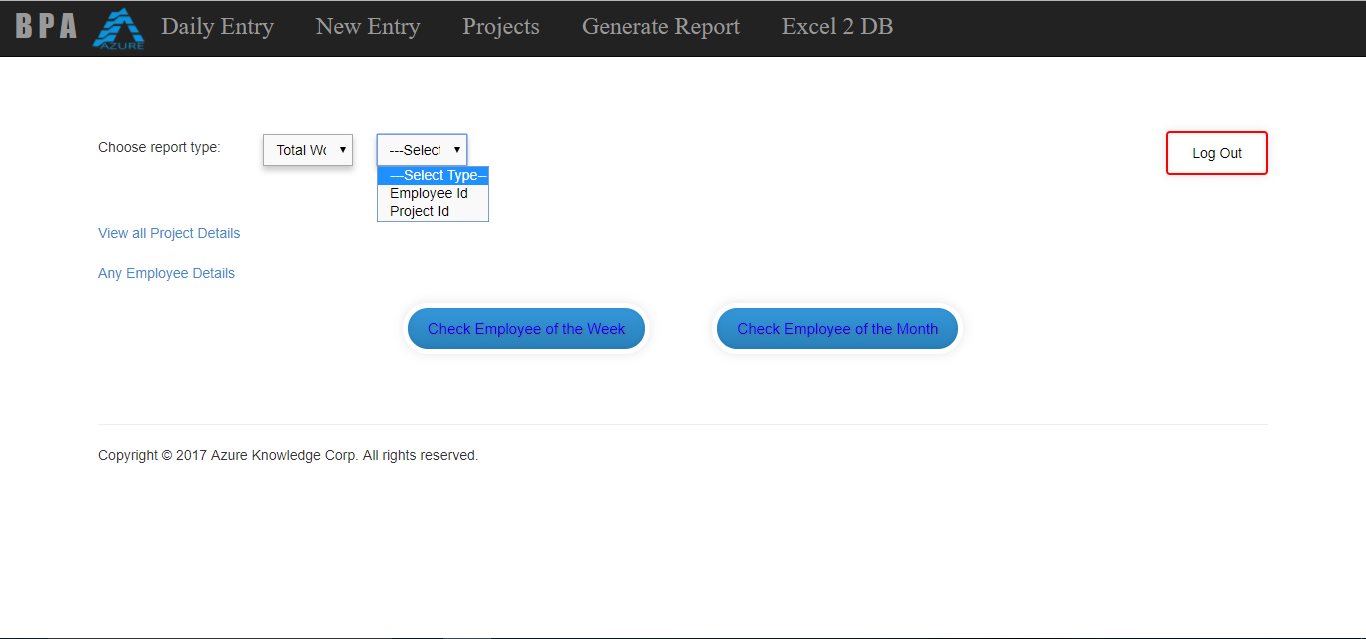 BPA AZURE Daily Entry New Entry Projects Generate Report Excel 2 DB
Choose report type: Total Wo ---Select Log Out
---Select Type--
Employee Id
Project Id
View all Project Details
Any Employee Details
Check Employee of the Week Check Employee of the Month
Copyright © 2017 Azure Knowledge Corp. All rights reserved.